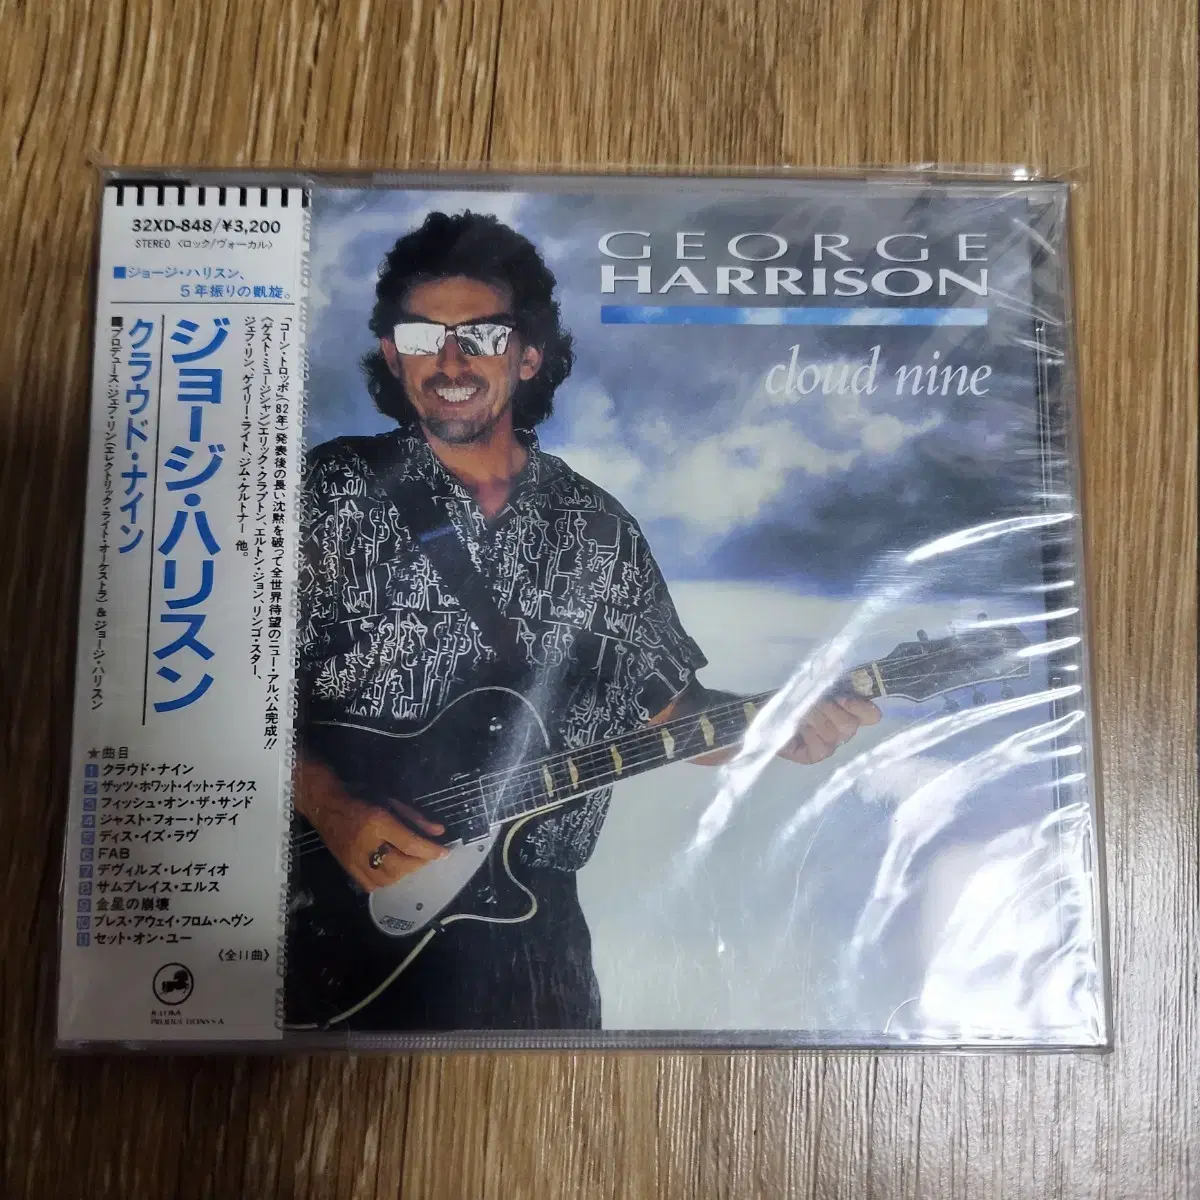 32XD-848/¥3,200
STEREO〈ロック/ヴォーカル〉
■ジョージ・ハリスン、
5年振りの凱旋。
ジョージ・ハリスン
クラウド・ナイン
■プロデュース:ジェフ・リン(エレクトリック・ライト・オーケストラ)&ジョージ・ハリスン
「ゴーン・トロッポ」(82年)発表後の長い沈黙を破って全世界待望のニュー・アルバム完成!!
《ゲスト・ミュージシャン》エリック・クラプトン、エルトン・ジョン、リンゴ・スター、
ジェフ・リン、ゲイリー・ライト、ジム・ケルトナー 他。
★曲目
1 クラウド・ナイン
2 ザッツ・ホワット・イット・テイクス
3 フィッシュ・オン・ザ・サンド
4 ジャスト・フォー・トゥデイ
5 ディス・イズ・ラヴ
6 FAB
7 デヴィルズ・レイディオ
8 サムプレイス・エルス
9 金星の崩壊
10 ブレス・アウェイ・フロム・ヘヴン
11 セット・オン・ユー
《全11曲》
GEORGE
HARRISON
cloud nine
GRETSCH